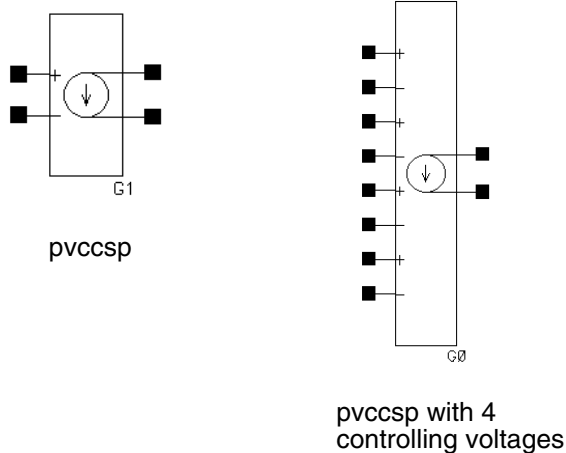 +
−
G1
pvccsp
+
−
+
−
+
−
+
−
G0
pvccsp with 4
controlling voltages